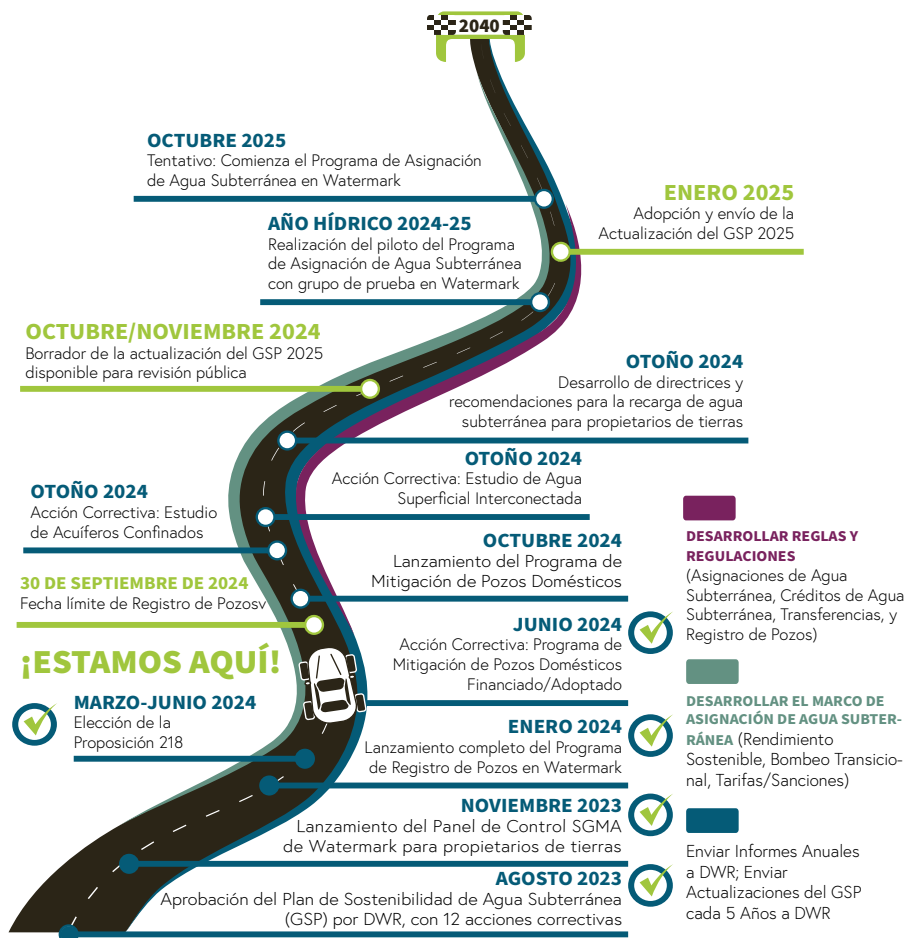 2040
OCTUBRE 2025
Tentativo: Comienza el Programa de Asignación
de Agua Subterránea en Watermark
ENERO 2025
Adopción y envío de la
Actualización del GSP 2025
AÑO HÍDRICO 2024-25
Realización del piloto del Programa
de Asignación de Agua Subterránea
con grupo de prueba en Watermark
OCTUBRE/NOVIEMBRE 2024
Borrador de la actualización del GSP 2025
disponible para revisión pública
OTOÑO 2024
Desarrollo de directrices y
recomendaciones para la recarga de agua
subterránea para propietarios de tierras
OTOÑO 2024
Acción Correctiva: Estudio de Agua
Superficial Interconectada
OTOÑO 2024
Acción Correctiva: Estudio
de Acuíferos Confinados
OCTUBRE 2024
Lanzamiento del Programa de
Mitigación de Pozos Domésticos
30 DE SEPTIEMBRE DE 2024
Fecha límite de Registro de Pozosv
JUNIO 2024
Acción Correctiva: Programa de
Mitigación de Pozos Domésticos
Financiado/Adoptado
¡ESTAMOS AQUÍ!
MARZO-JUNIO 2024
Elección de la
Proposición 218
ENERO 2024
Lanzamiento completo del Programa
de Registro de Pozos en Watermark
NOVIEMBRE 2023
Lanzamiento del Panel de Control SGMA
de Watermark para propietarios de tierras
AGOSTO 2023
Aprobación del Plan de Sostenibilidad de Agua Subterránea
(GSP) por DWR, con 12 acciones correctivas
DESARROLLAR REGLAS Y
REGULACIONES
(Asignaciones de Agua
Subterránea, Créditos de Agua
Subterránea, Transferencias, y
Registro de Pozos)
DESARROLLAR EL MARCO DE
ASIGNACIÓN DE AGUA SUBTER-
RÁNEA (Rendimiento
Sostenible, Bombeo Transicio-
nal, Tarifas/Sanciones)
Enviar Informes Anuales
a DWR; Enviar
Actualizaciones del GSP
cada 5 Años a DWR